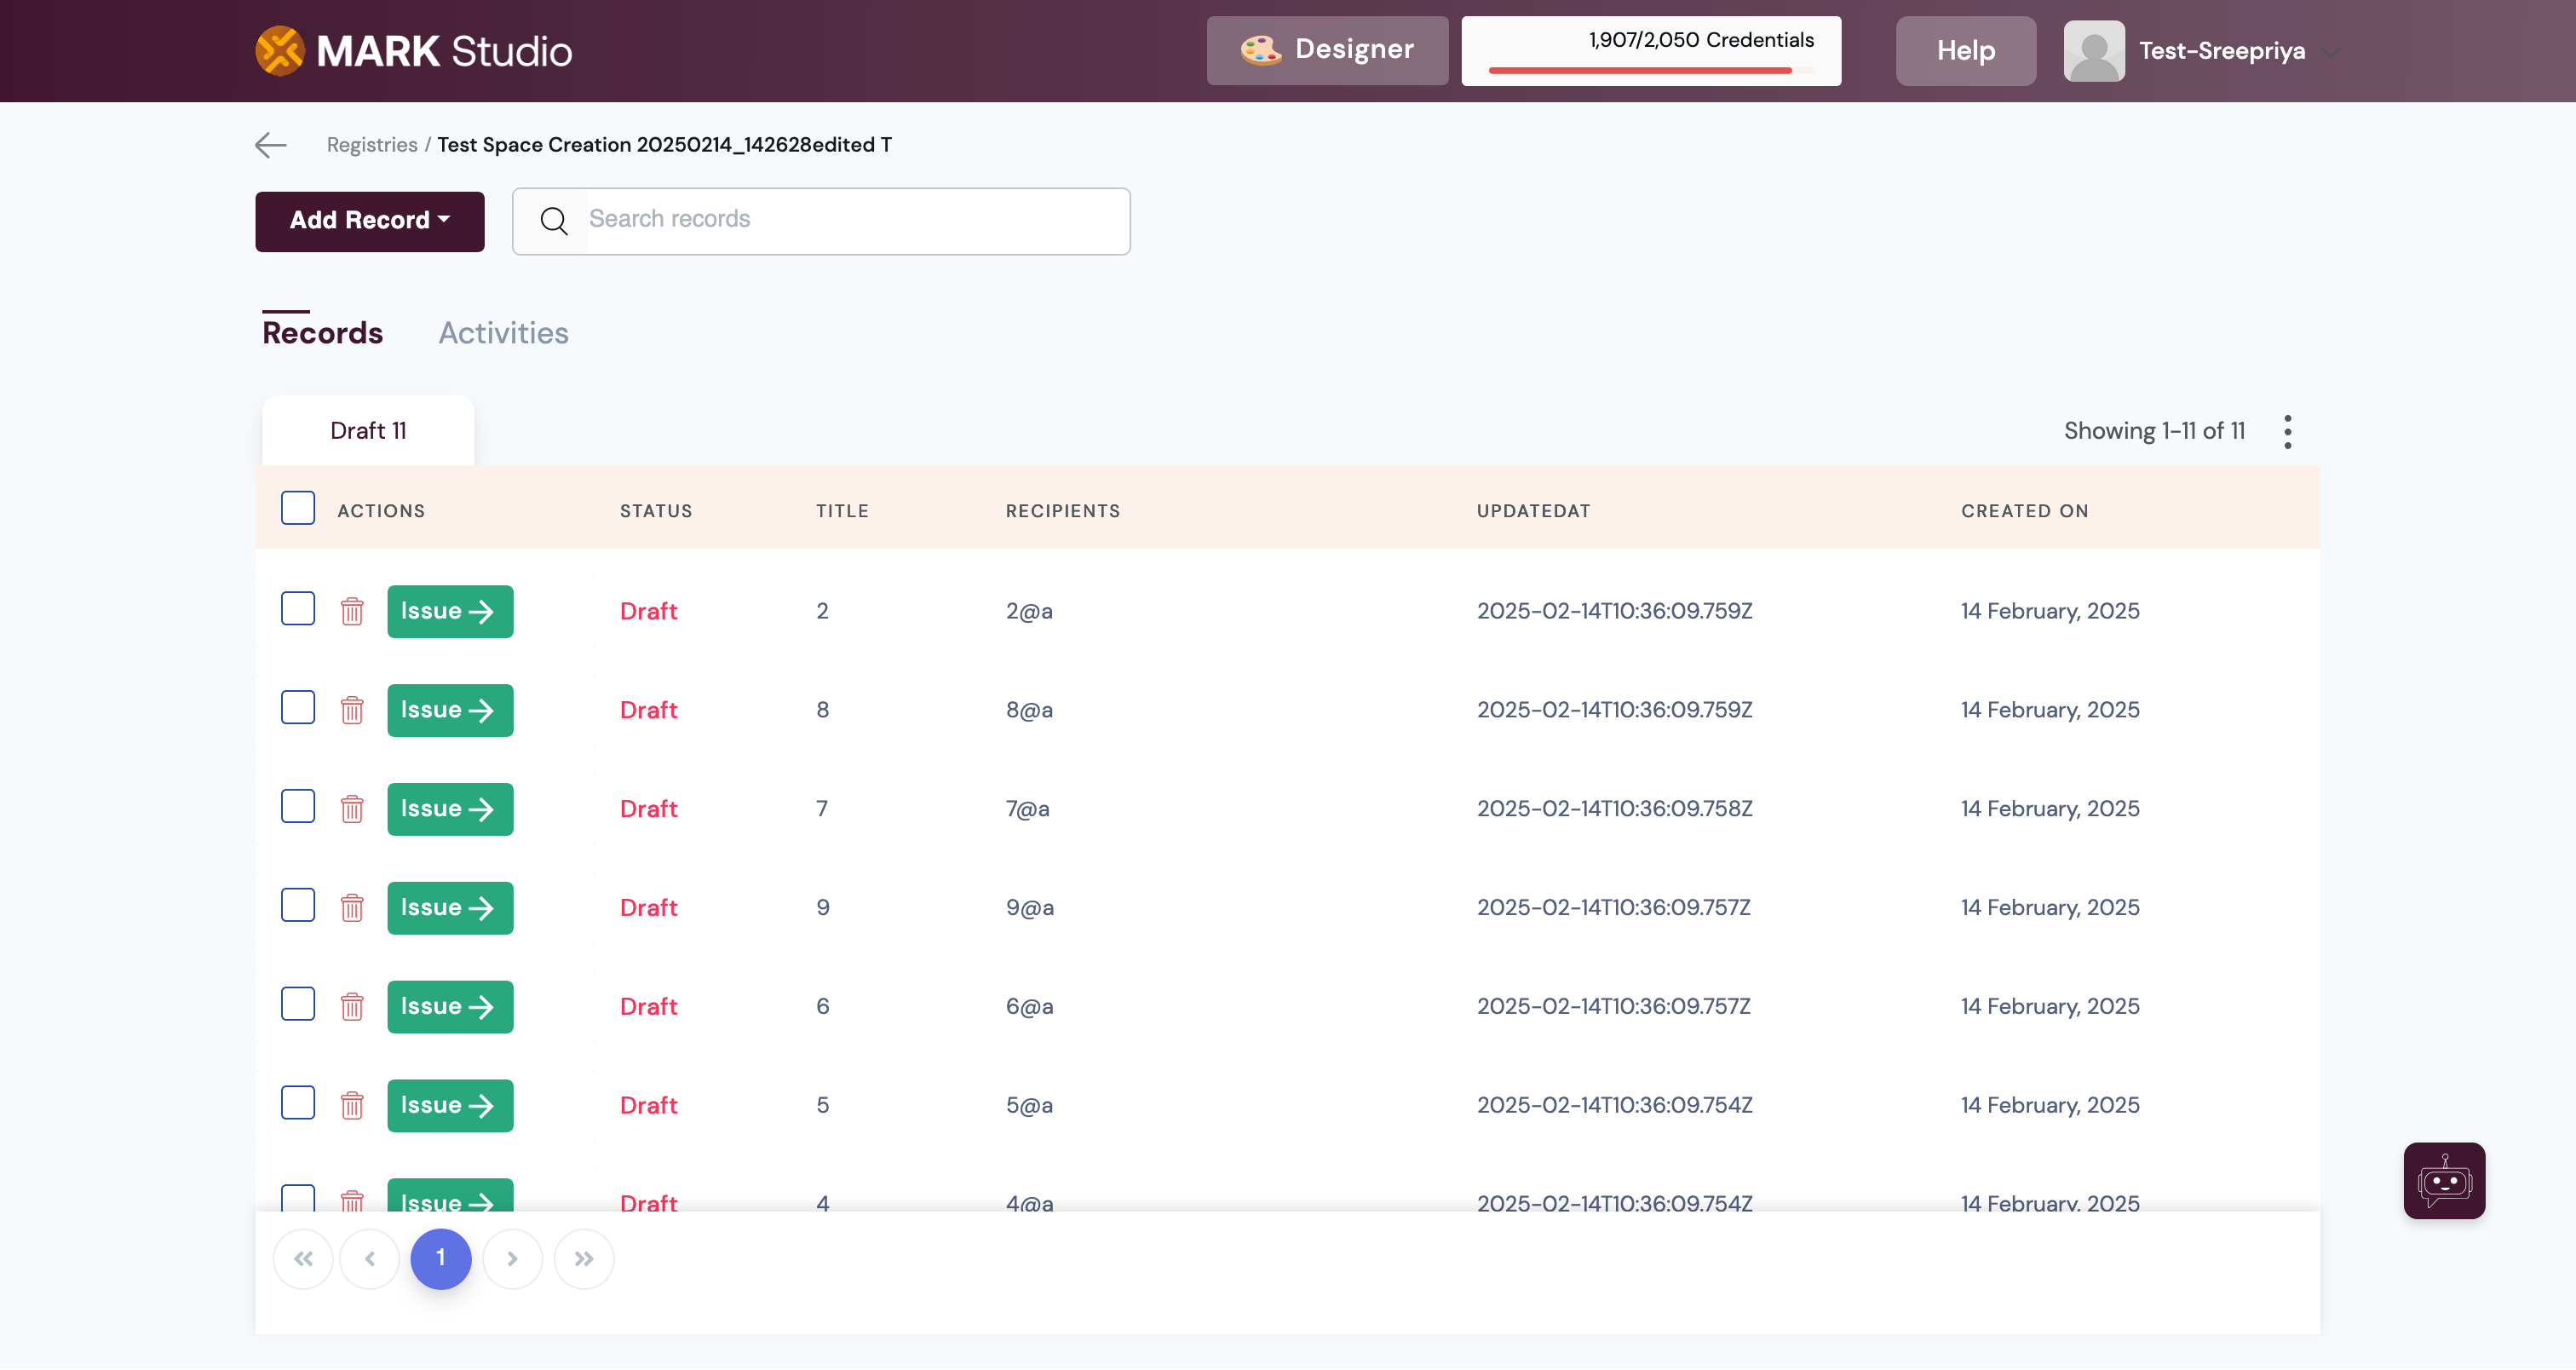 MARK Studio
Designer
1,907/2,050 Credentials
Help
Test-Sreepriya
Registries / Test Space Creation 20250214_142628edited T
Add Record
Search records
Records Activities
Draft 11
Showing 1-11 of 11
ACTIONS STATUS TITLE RECIPIENTS UPDATEDAT CREATED ON
Issue Draft 2 2@a 2025-02-14T10:36:09.759Z 14 February, 2025
Issue Draft 8 8@a 2025-02-14T10:36:09.759Z 14 February, 2025
Issue Draft 7 7@a 2025-02-14T10:36:09.758Z 14 February, 2025
Issue Draft 9 9@a 2025-02-14T10:36:09.757Z 14 February, 2025
Issue Draft 6 6@a 2025-02-14T10:36:09.757Z 14 February, 2025
Issue Draft 5 5@a 2025-02-14T10:36:09.754Z 14 February, 2025
Issue Draft 4 4@a 2025-02-14T10:36:09.754Z 14 February, 2025
1